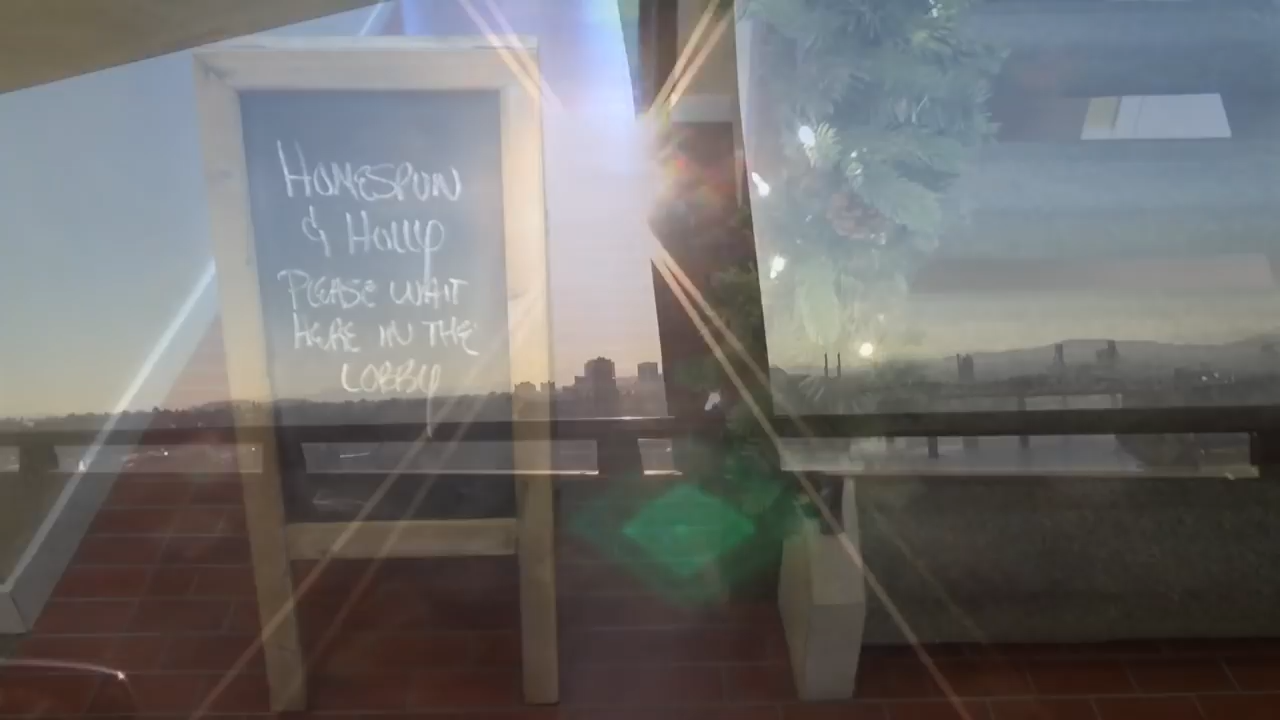 HOMESPUN
& HOLLY
PLEASE WAIT
HERE IN THE
LOBBY